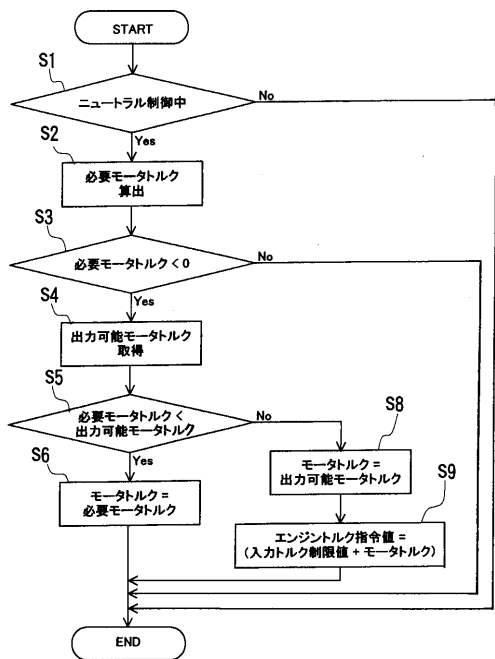 START
S1
ニュートラル制御中
No
Yes
S2
必要モータトルク
算出
S3
必要モータトルク < 0
No
Yes
S4
出力可能モータトルク
取得
S5
必要モータトルク <
出力可能モータトルク
No
Yes
S6
モータトルク =
必要モータトルク
S8
モータトルク =
出力可能モータトルク
S9
エンジントルク指令値 =
(入力トルク制限値 + モータトルク)
END